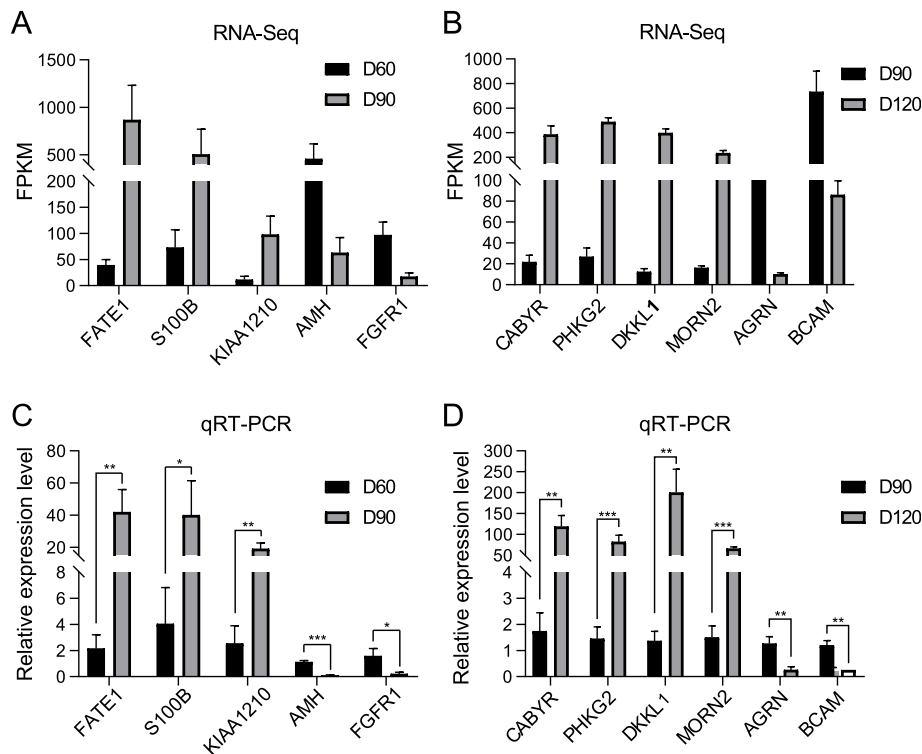 A
RNA-Seq
FPKM
1500
1000
500
200
150
100
50
0
D60
D90
FATE1
S100B
KIAA1210
AMH
FGFR1
B
RNA-Seq
FPKM
1000
800
600
400
200
100
80
60
40
20
0
D90
D120
CABYR
PHKG2
DKKL1
MORN2
AGRN
BCAM
C
qRT-PCR
Relative expression level
80
60
40
20
8
6
4
2
0
**
*
**
***
*
D60
D90
FATE1
S100B
KIAA1210
AMH
FGFR1
D
qRT-PCR
Relative expression level
300
250
200
150
100
50
2
1
0
**
***
**
***
**
**
D90
D120
CABYR
PHKG2
DKKL1
MORN2
AGRN
BCAM